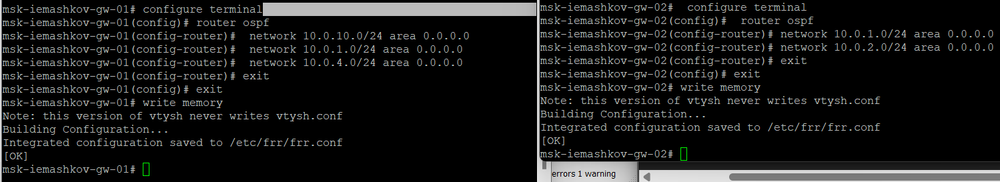 msk-iemashkov-gw-01# configure terminal
msk-iemashkov-gw-01(config)# router ospf
msk-iemashkov-gw-01(config-router)#  network 10.0.10.0/24 area 0.0.0.0
msk-iemashkov-gw-01(config-router)#  network 10.0.1.0/24 area 0.0.0.0
msk-iemashkov-gw-01(config-router)#  network 10.0.4.0/24 area 0.0.0.0
msk-iemashkov-gw-01(config-router)# exit
msk-iemashkov-gw-01(config)# exit
msk-iemashkov-gw-01# write memory
Note: this version of vtysh never writes vtysh.conf
Building Configuration...
Integrated configuration saved to /etc/frr/frr.conf
[OK]
msk-iemashkov-gw-01#
msk-iemashkov-gw-02#  configure terminal
msk-iemashkov-gw-02(config)#  router ospf
msk-iemashkov-gw-02(config-router)# network 10.0.1.0/24 area 0.0.0.0
msk-iemashkov-gw-02(config-router)# network 10.0.2.0/24 area 0.0.0.0
msk-iemashkov-gw-02(config-router)# exit
msk-iemashkov-gw-02(config)# exit
msk-iemashkov-gw-02# write memory
Note: this version of vtysh never writes vtysh.conf
Building Configuration...
Integrated configuration saved to /etc/frr/frr.conf
[OK]
msk-iemashkov-gw-02#
errors 1 warning